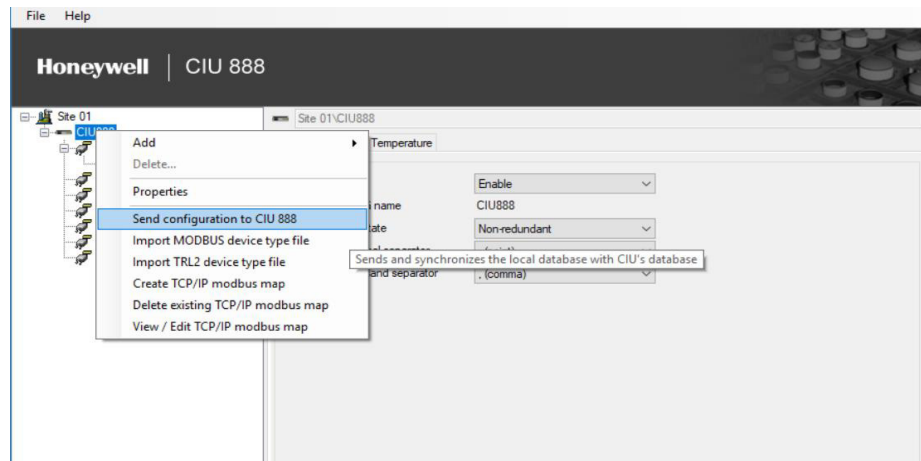 File Help
Honeywell | CIU 888
Site 01
CIU888
Site 01\CIU888
Add
Temperature
Delete...
Properties
Enable
name
CIU888
Send configuration to CIU 888
Non-redundant
Import MODBUS device type file
Import TRL2 device type file
Sends and synchronizes the local database with CIU's database
and separator
, (comma)
Create TCP/IP modbus map
Delete existing TCP/IP modbus map
View / Edit TCP/IP modbus map